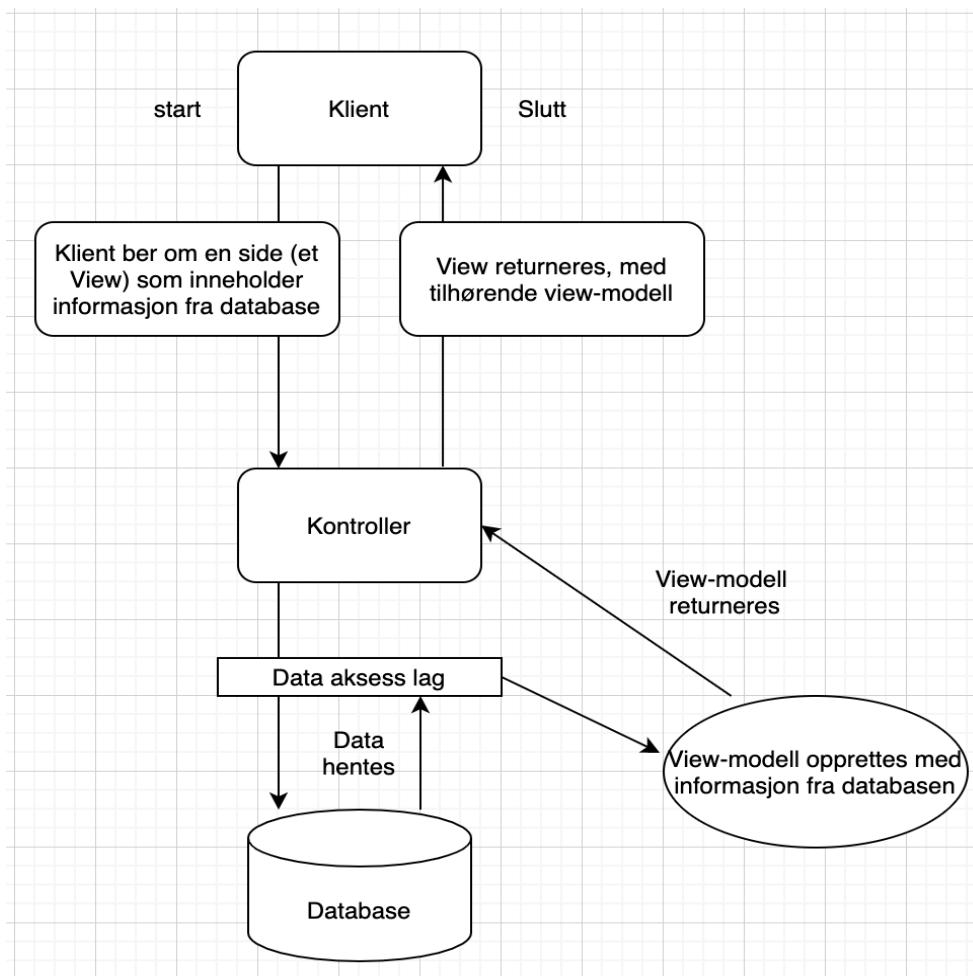 start
Klient
Slutt
Klient ber om en side (et
View) som inneholder
informasjon fra database
View returneres, med
tilhørende view-modell
Kontroller
View-modell
returneres
Data aksess lag
Data
hentes
View-modell opprettes med
informasjon fra databasen
Database